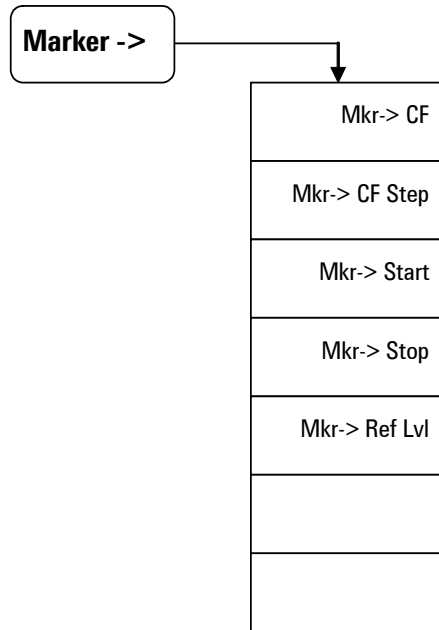 Marker ->
Mkr-> CF
Mkr-> CF Step
Mkr-> Start
Mkr-> Stop
Mkr-> Ref Lvl